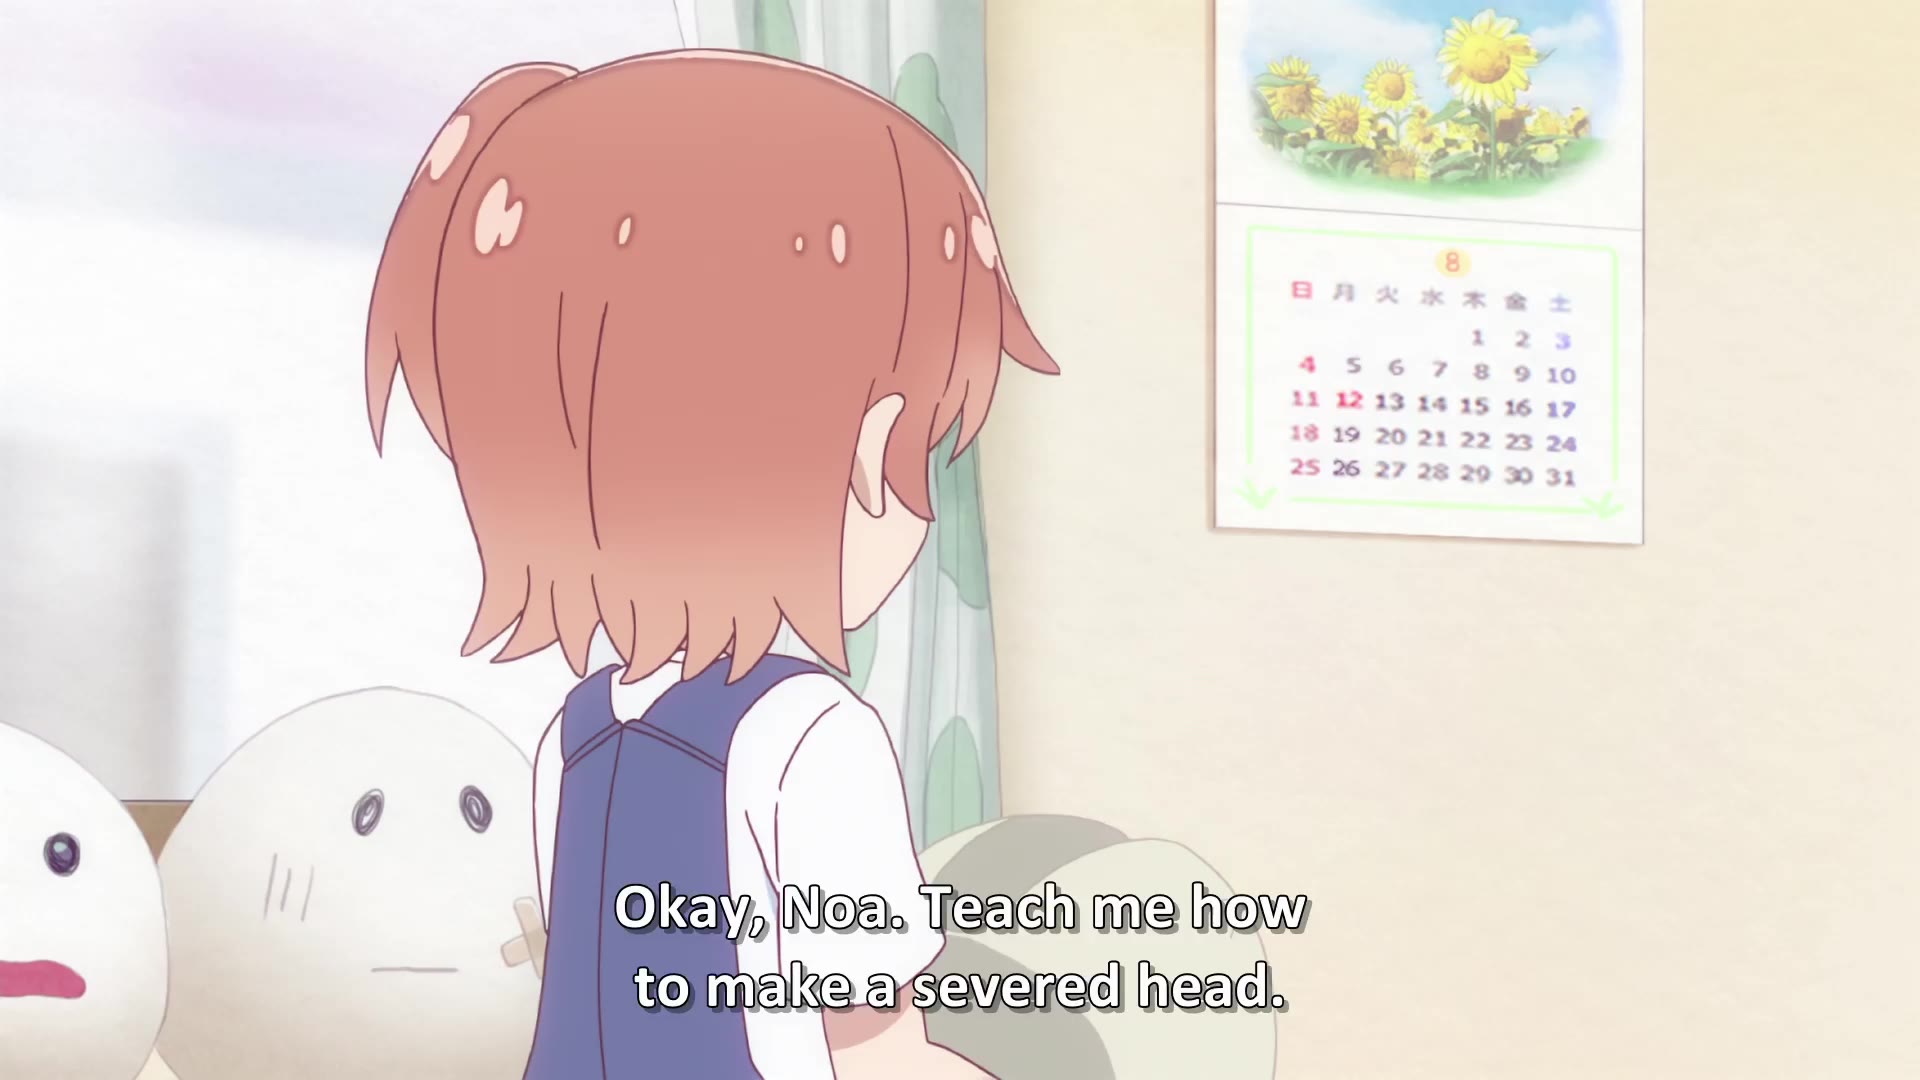 8
日 月 火 水 木 金 土
1 2 3
4 5 6 7 8 9 10
11 12 13 14 15 16 17
18 19 20 21 22 23 24
25 26 27 28 29 30 31
Okay, Noa. Teach me how
to make a severed head.